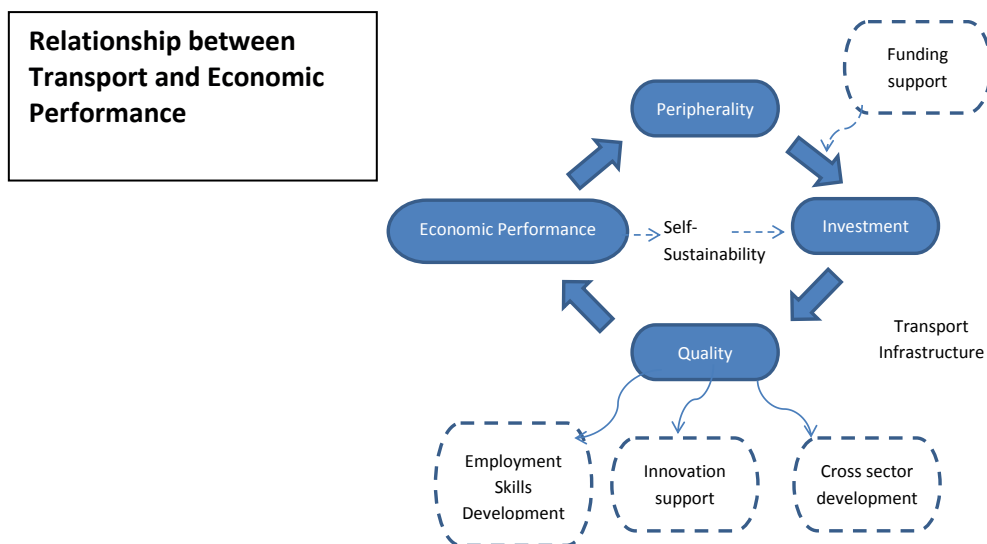 Relationship between
Transport and Economic
Performance
Funding
support
Peripherality
Economic Performance
Self-
Sustainability
Investment
Transport
Infrastructure
Quality
Employment
Skills
Development
Innovation
support
Cross sector
development